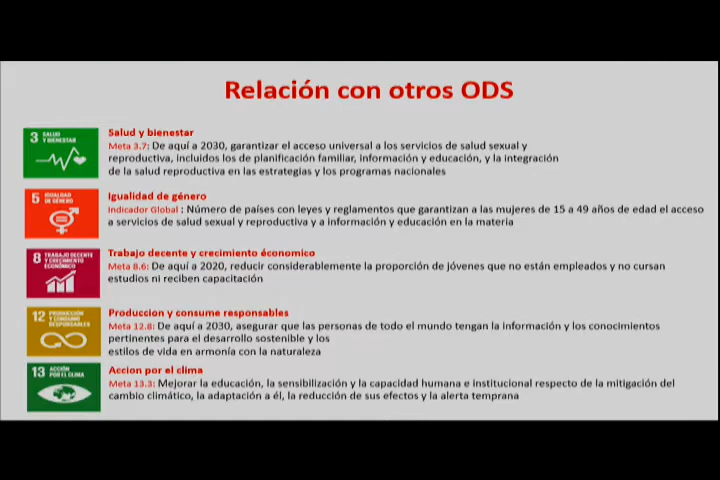 Relación con otros ODS
3 SALUD
Y BIENESTAR
Salud y bienestar
Meta 3.7: De aquí a 2030, garantizar el acceso universal a los servicios de salud sexual y
reproductiva, incluidos los de planificación familiar, información y educación, y la integración
de la salud reproductiva en las estrategias y los programas nacionales
5 IGUALDAD
DE GÉNERO
Igualdad de género
Indicador Global : Número de países con leyes y reglamentos que garantizan a las mujeres de 15 a 49 años de edad el acceso
a servicios de salud sexual y reproductiva y a información y educación en la materia
8 TRABAJO DECENTE
Y CRECIMIENTO
ECONÓMICO
Trabajo decente y crecimiento économico
Meta 8.6: De aquí a 2020, reducir considerablemente la proporción de jóvenes que no están empleados y no cursan
estudios ni reciben capacitación
12 PRODUCCIÓN
Y CONSUMO
RESPONSABLES
Produccion y consume responsables
Meta 12.8: De aquí a 2030, asegurar que las personas de todo el mundo tengan la información y los conocimientos
pertinentes para el desarrollo sostenible y los
estilos de vida en armonía con la naturaleza
13 ACCIÓN
POR EL CLIMA
Accion por el clima
Meta 13.3: Mejorar la educación, la sensibilización y la capacidad humana e institucional respecto de la mitigación del
cambio climático, la adaptación a él, la reducción de sus efectos y la alerta temprana